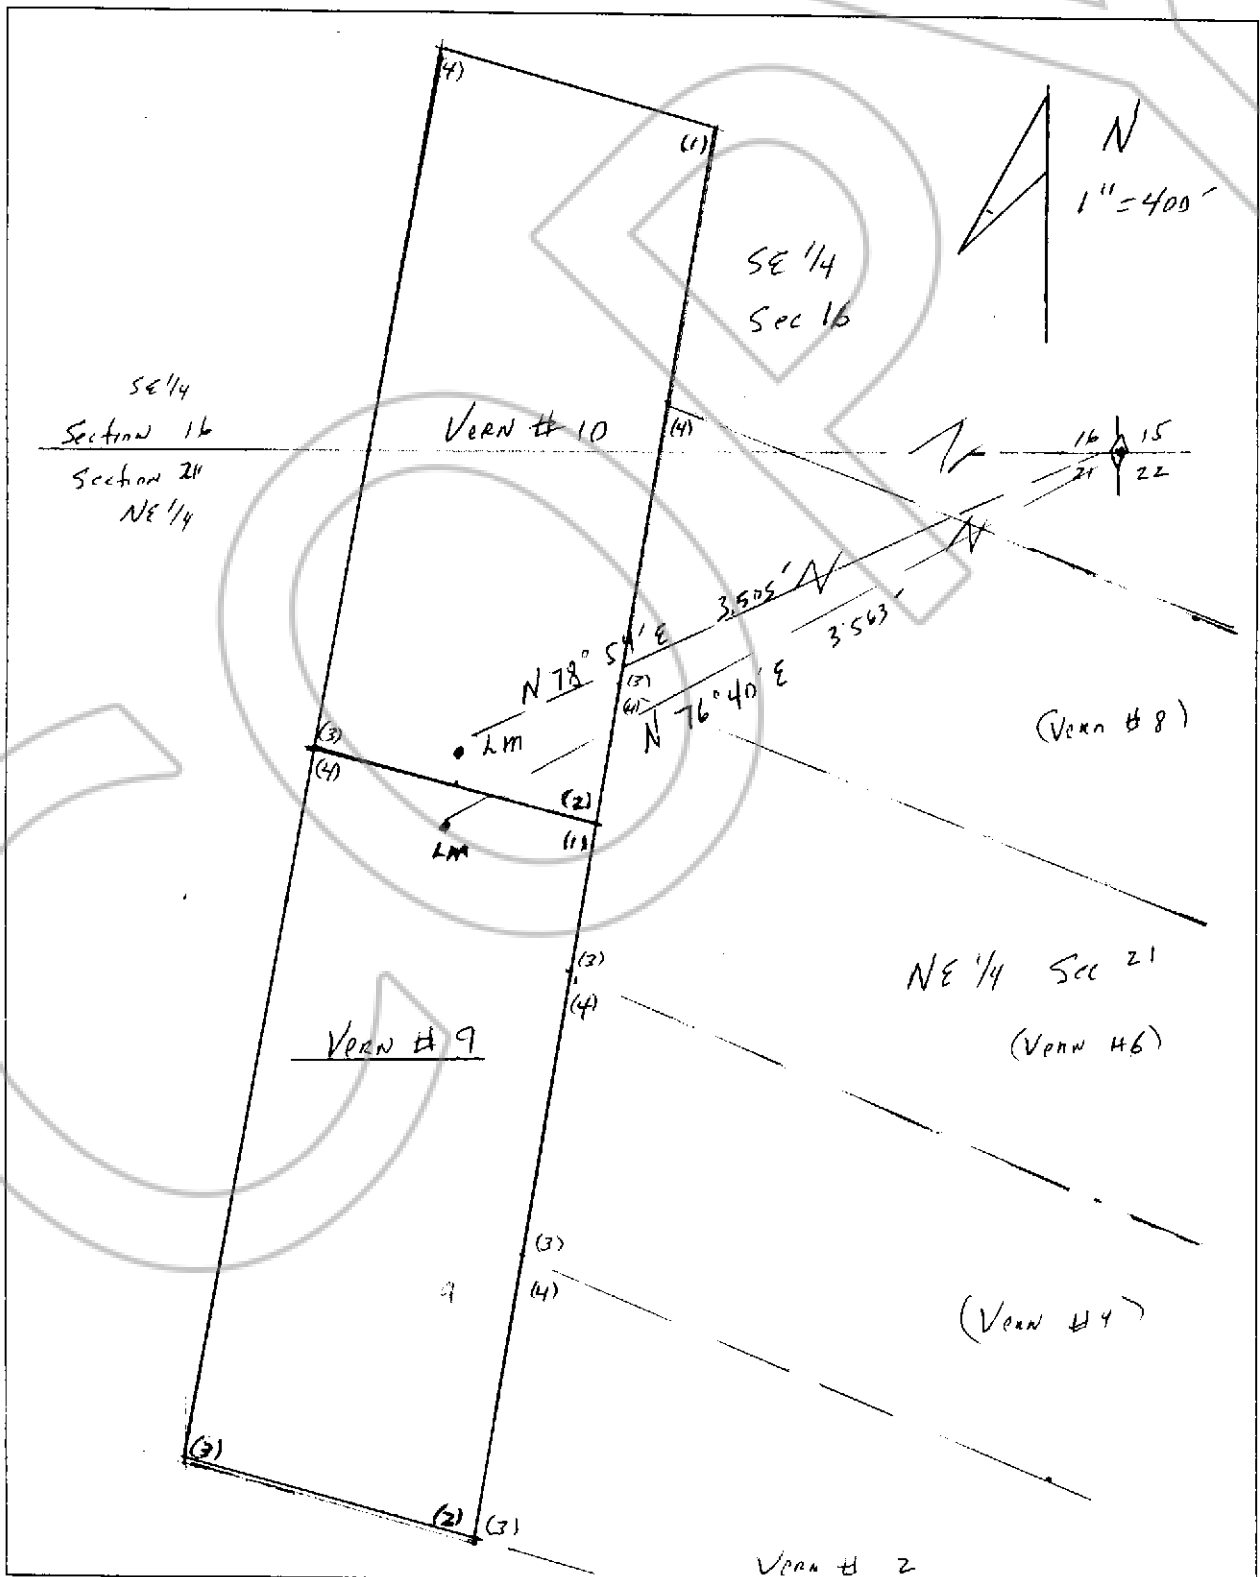 (4)
(1)
N
1" = 400'
SE 1/4
Sec 16
SE 1/4
Section 16
Section 21
NE 1/4
Vern # 10
(4)
16 15
21 22
3,505'
3,563'
N 78° 54' E
(3)
(4)
N 76° 40' E
(Vern # 8)
(3)
(4)
LM
(2)
(1)
LM
(3)
(4)
NE 1/4 Sec 21
(Vern #6)
Vern # 9
(3)
(4)
9
(Vern #4)
(3)
(2) (3)
Vern # 2
COPY